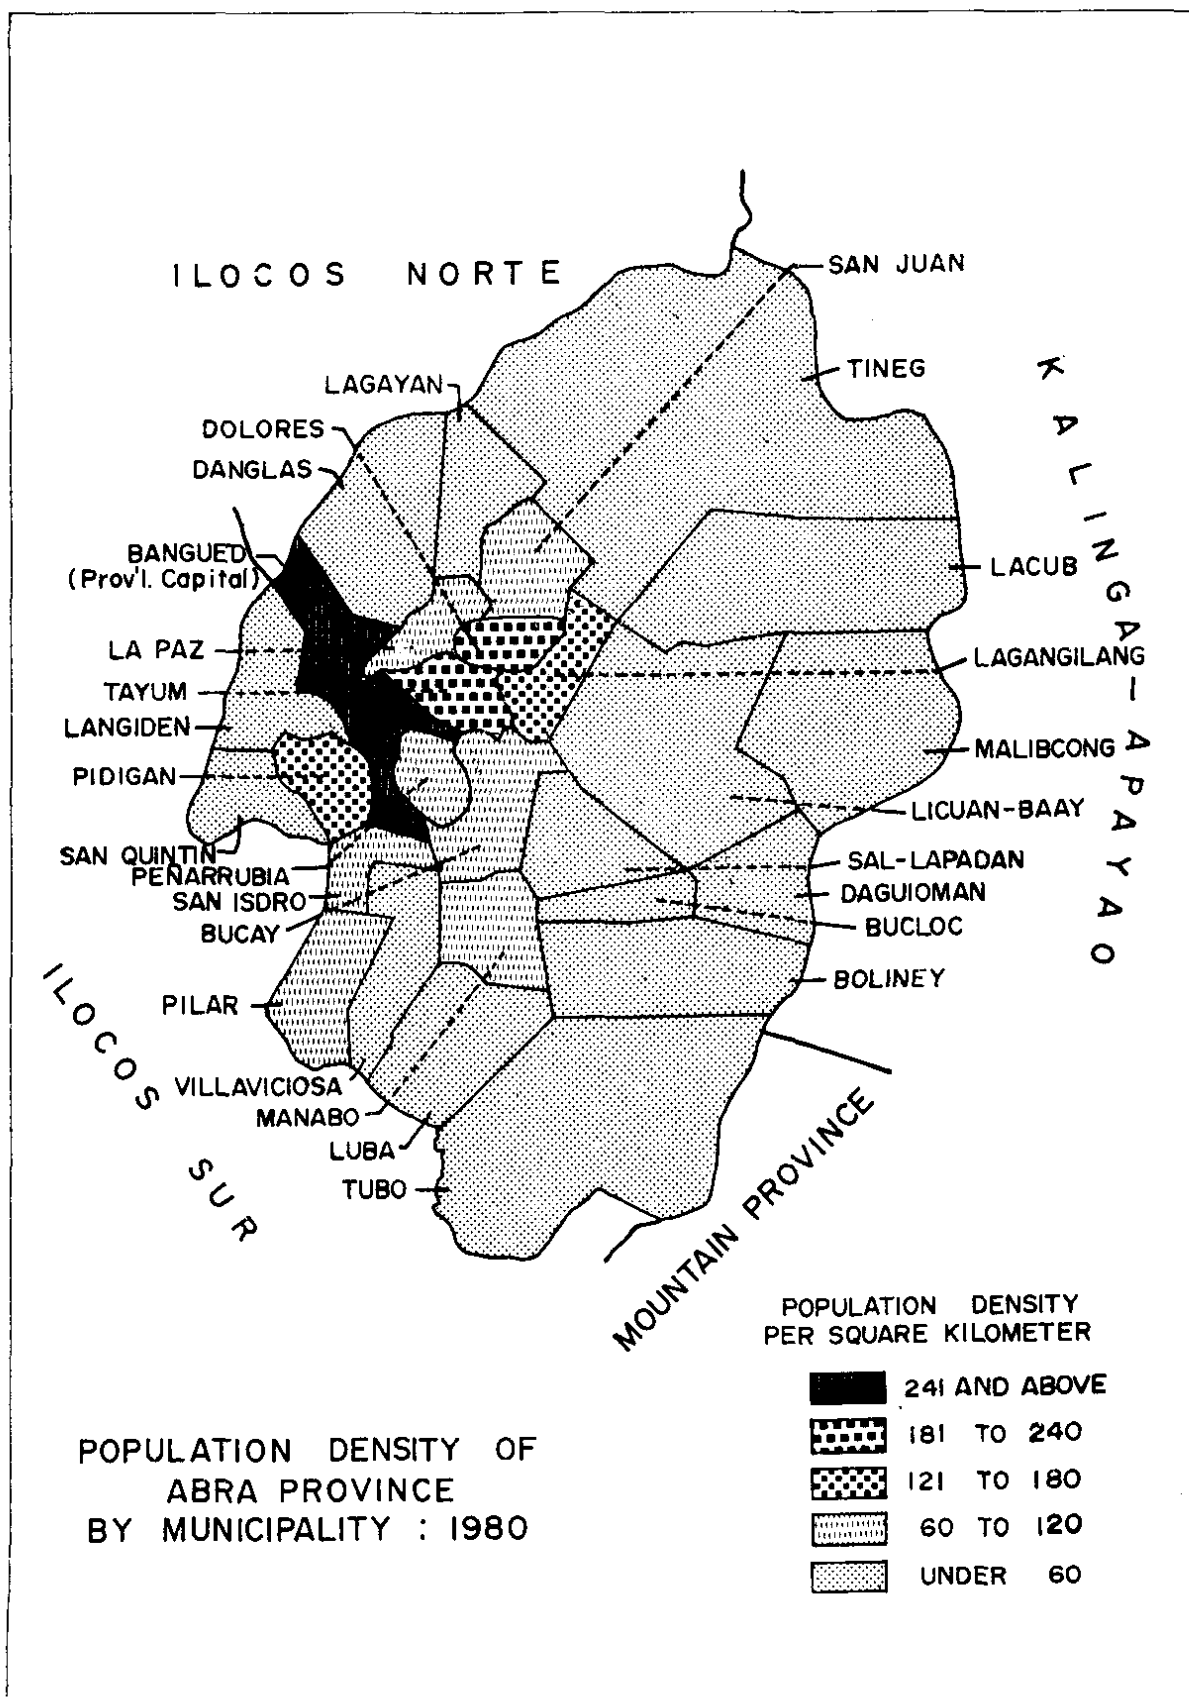 ILOCOS NORTE
SAN JUAN
TINEG
LAGAYAN
DOLORES
DANGLAS
BANGUED
(Prov'l. Capital)
LACUB
LA PAZ
LAGANGILANG
TAYUM
LANGIDEN
MALIBCONG
PIDIGAN
LICUAN-BAAY
SAN QUINTIN
SAL-LAPADAN
PEÑARRUBIA
DAGUIOMAN
SAN ISDRO
BUCLOC
BUCAY
BOLINEY
PILAR
VILLAVICIOSA
MANABO
LUBA
TUBO
KALINGA-APAYAO
ILOCOS SUR
MOUNTAIN PROVINCE
POPULATION DENSITY
PER SQUARE KILOMETER
241 AND ABOVE
181 TO 240
121 TO 180
60 TO 120
UNDER 60
POPULATION DENSITY OF
ABRA PROVINCE
BY MUNICIPALITY : 1980